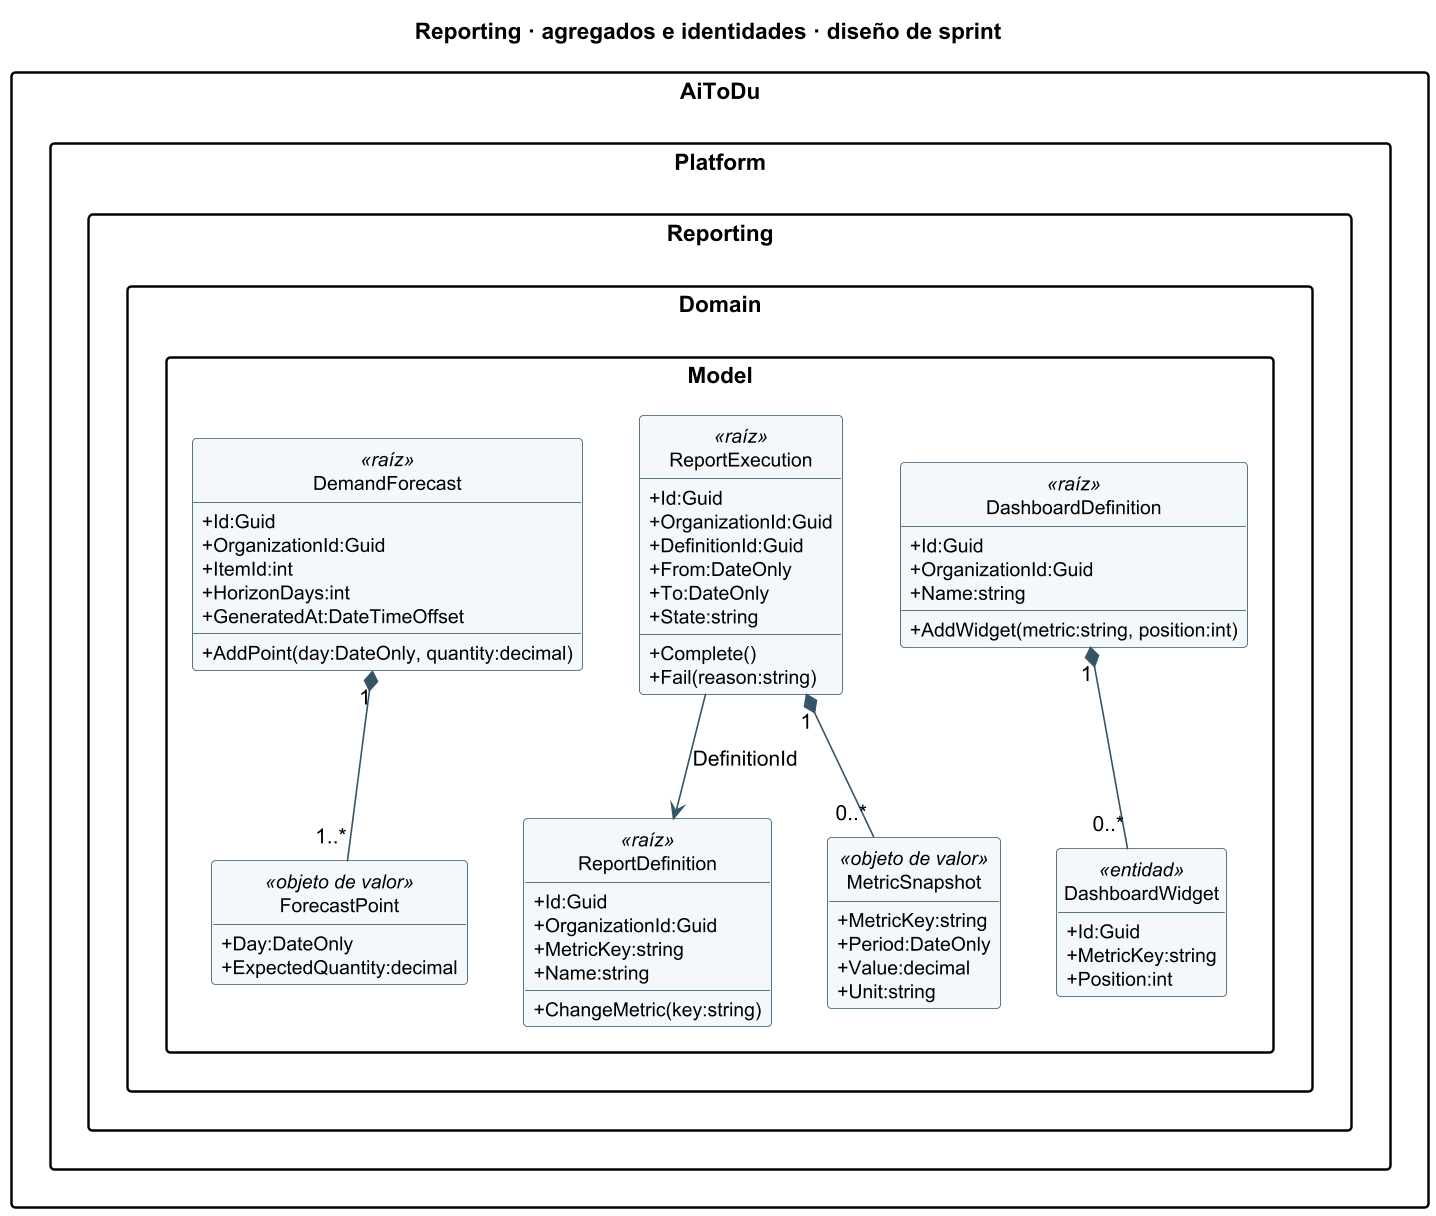 Reporting · agregados e identidades · diseño de sprint
AiToDu
Platform
Reporting
Domain
Model
«raíz»
DemandForecast
+Id:Guid
+OrganizationId:Guid
+ItemId:int
+HorizonDays:int
+GeneratedAt:DateTimeOffset
+AddPoint(day:DateOnly, quantity:decimal)
«raíz»
ReportExecution
+Id:Guid
+OrganizationId:Guid
+DefinitionId:Guid
+From:DateOnly
+To:DateOnly
+State:string
+Complete()
+Fail(reason:string)
«raíz»
DashboardDefinition
+Id:Guid
+OrganizationId:Guid
+Name:string
+AddWidget(metric:string, position:int)
1
1..*
DefinitionId
1
0..*
1
0..*
«objeto de valor»
ForecastPoint
+Day:DateOnly
+ExpectedQuantity:decimal
«raíz»
ReportDefinition
+Id:Guid
+OrganizationId:Guid
+MetricKey:string
+Name:string
+ChangeMetric(key:string)
«objeto de valor»
MetricSnapshot
+MetricKey:string
+Period:DateOnly
+Value:decimal
+Unit:string
«entidad»
DashboardWidget
+Id:Guid
+MetricKey:string
+Position:int